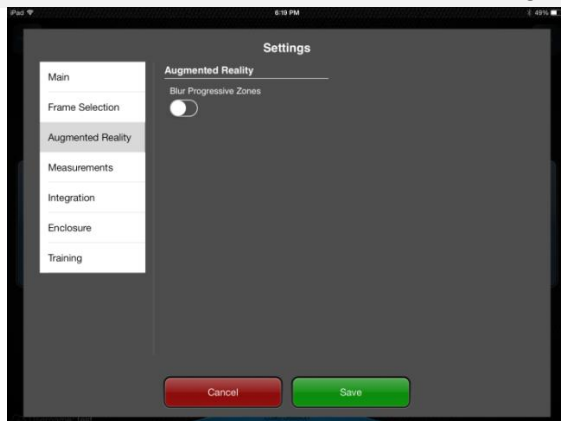 iPad
6:19 PM
49%
Settings
Main
Frame Selection
Augmented Reality
Measurements
Integration
Enclosure
Training
Augmented Reality
Blur Progressive Zones
Cancel
Save